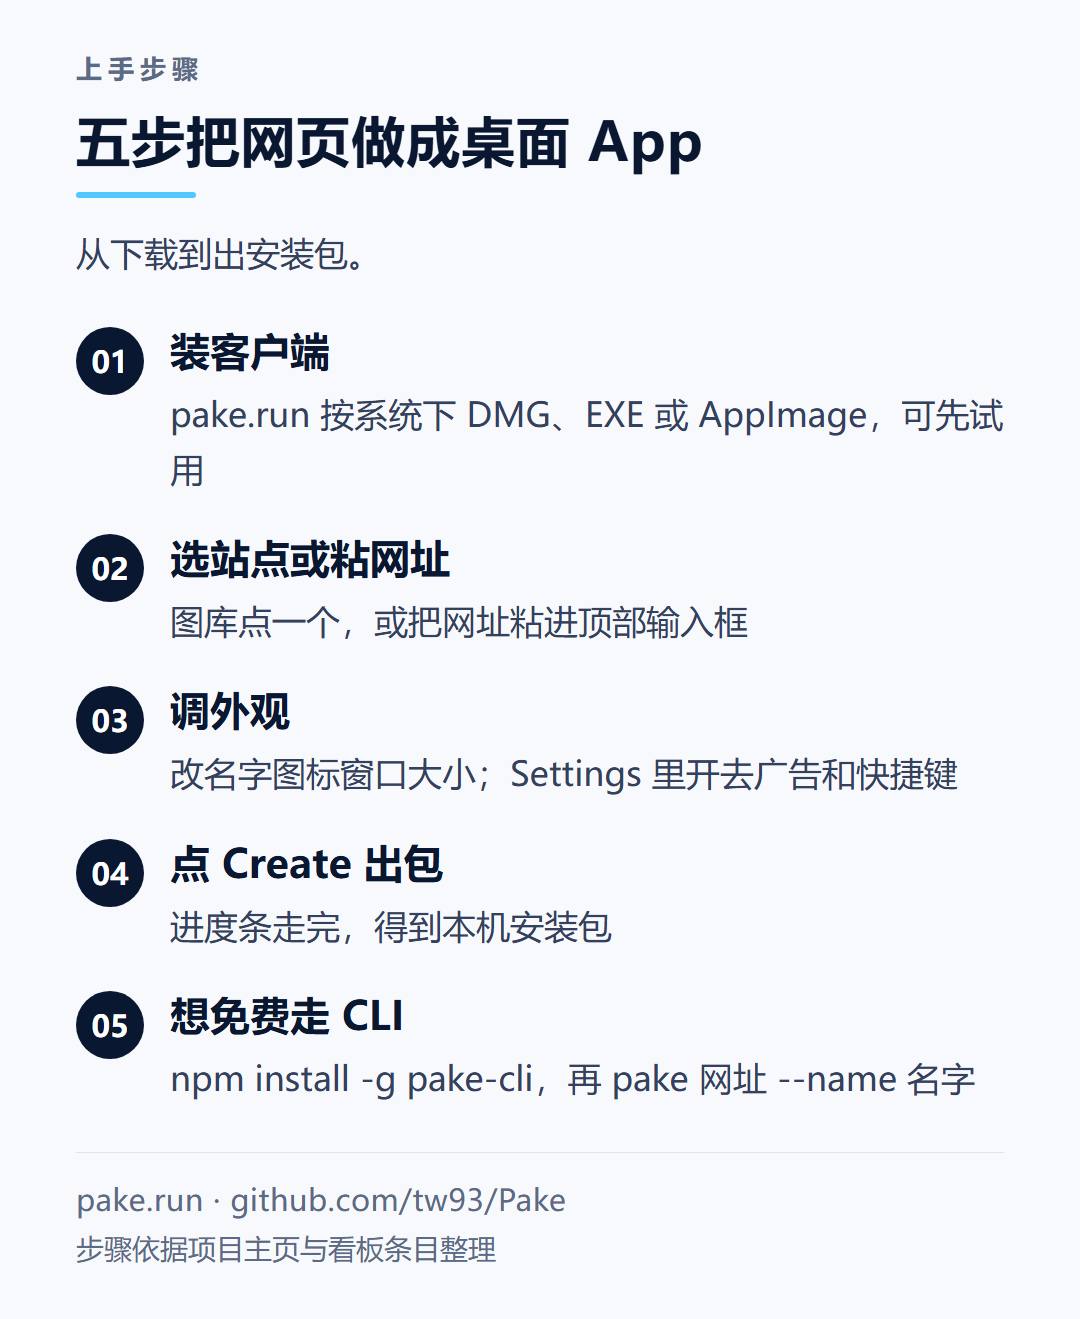 上手步骤
五步把网页做成桌面 App
从下载到出安装包。
01
装客户端
pake.run 按系统下 DMG、EXE 或 AppImage，可先试
用
02
选站点或粘网址
图库点一个，或把网址粘进顶部输入框
03
调外观
改名字图标窗口大小；Settings 里开去广告和快捷键
04
点 Create 出包
进度条走完，得到本机安装包
05
想免费走 CLI
npm install -g pake-cli，再 pake 网址 --name 名字
pake.run · github.com/tw93/Pake
步骤依据项目主页与看板条目整理